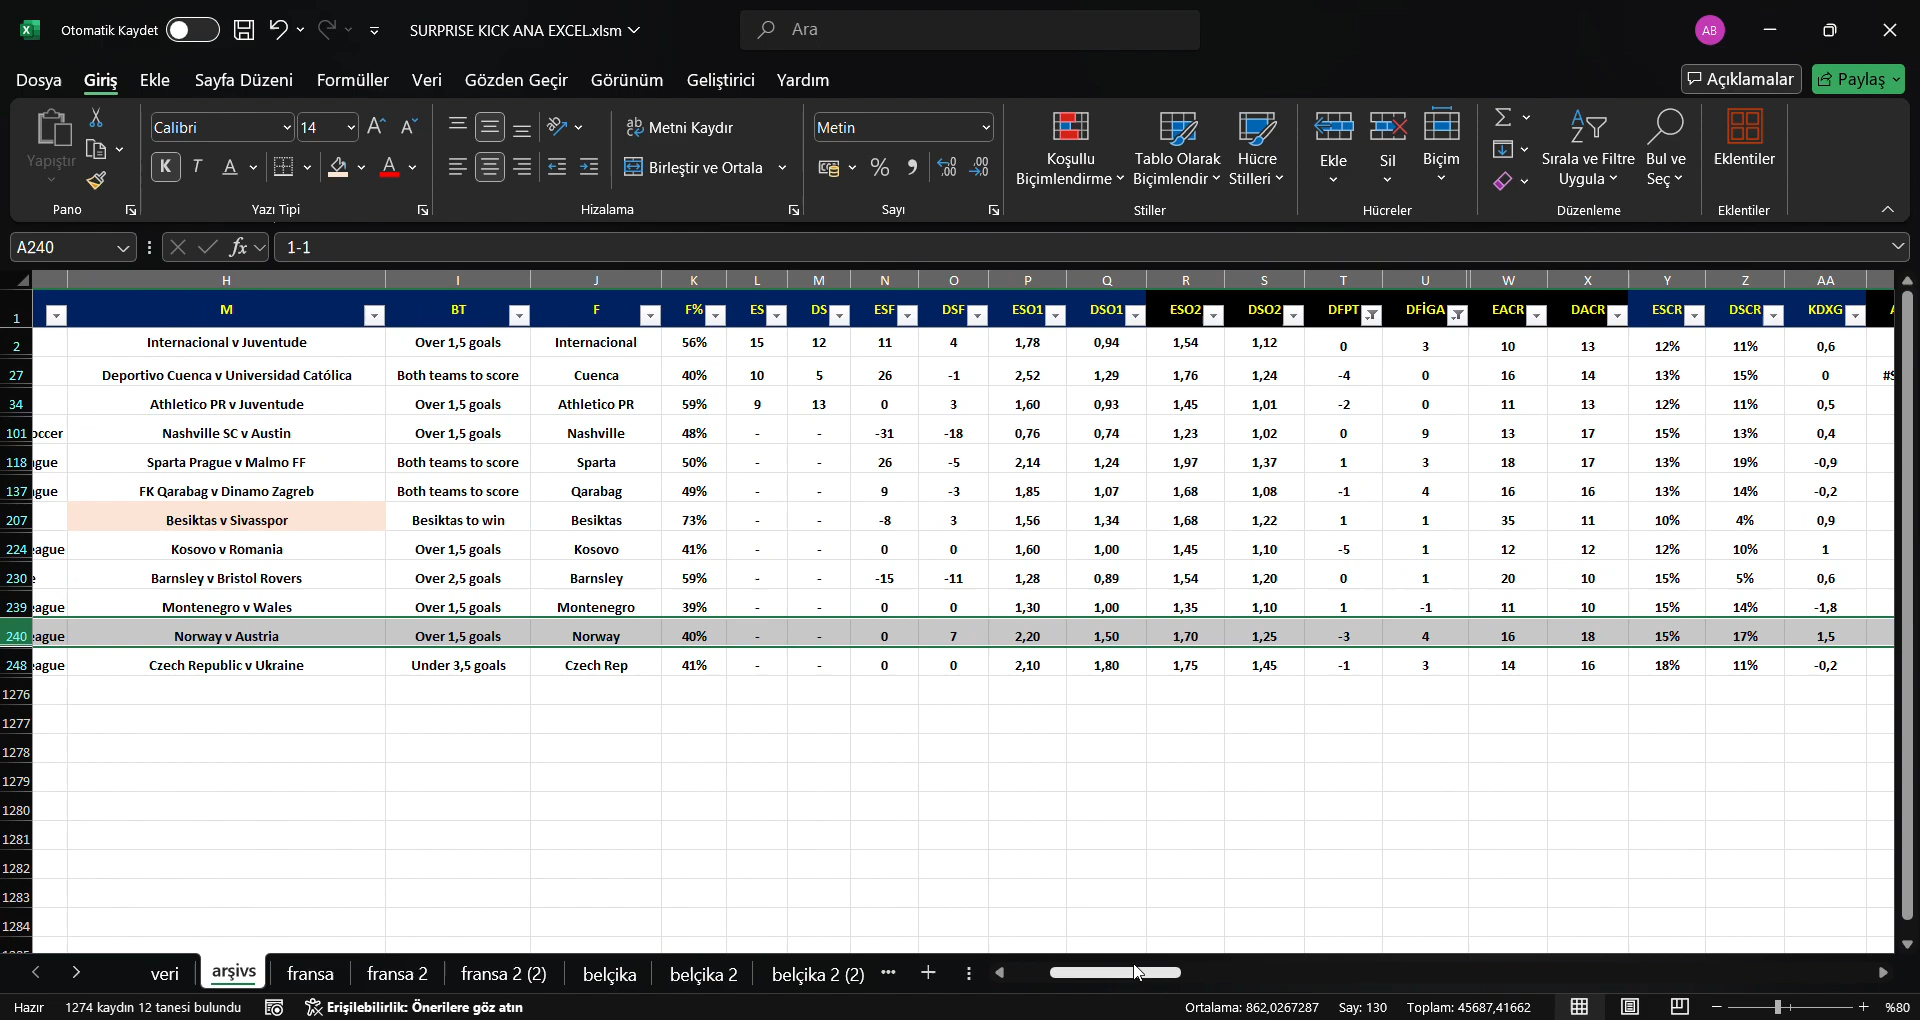 Otomatik Kaydet SURPRISE KICK ANA EXCEL.xlsm Ara AB
Dosya Giriş Ekle Sayfa Düzeni Formüller Veri Gözden Geçir Görünüm Geliştirici Yardım Açıklamalar Paylaş
Calibri 14 Metni Kaydır Metin
Yapıştır K T A A Birleştir ve Ortala % Koşullu Biçimlendirme Tablo Olarak Biçimlendir Hücre Stilleri Ekle Sil Biçim Sırala ve Filtre Uygula Bul ve Seç Eklentiler
Pano Yazı Tipi Hizalama Sayı Stiller Hücreler Düzenleme Eklentiler
A240 fx 1-1
H I J K L M N O P Q R S T U W X Y Z AA
1 M BT F F% ES DS ESF DSF ESO1 DSO1 ESO2 DSO2 DFPT DFİGA EACR DACR ESCR DSCR KDXG
2 Internacional v Juventude Over 1,5 goals Internacional 56% 15 12 11 4 1,78 0,94 1,54 1,12 0 3 10 13 12% 11% 0,6
27 Deportivo Cuenca v Universidad Católica Both teams to score Cuenca 40% 10 5 26 -1 2,52 1,29 1,76 1,24 -4 0 16 14 13% 15% 0
34 Athletico PR v Juventude Over 1,5 goals Athletico PR 59% 9 13 0 3 1,60 0,93 1,45 1,01 -2 0 11 13 12% 11% 0,5
101 occer Nashville SC v Austin Over 1,5 goals Nashville 48% - - -31 -18 0,76 0,74 1,23 1,02 0 9 13 17 15% 13% 0,4
118 gue Sparta Prague v Malmo FF Both teams to score Sparta 50% - - 26 -5 2,14 1,24 1,97 1,37 1 3 18 17 13% 19% -0,9
137 gue FK Qarabag v Dinamo Zagreb Both teams to score Qarabag 49% - - 9 -3 1,85 1,07 1,68 1,08 -1 4 16 16 13% 14% -0,2
207 Besiktas v Sivasspor Besiktas to win Besiktas 73% - - -8 3 1,56 1,34 1,68 1,22 1 1 35 11 10% 4% 0,9
224 eague Kosovo v Romania Over 1,5 goals Kosovo 41% - - 0 0 1,60 1,00 1,45 1,10 -5 1 12 12 12% 10% 1
230 Barnsley v Bristol Rovers Over 2,5 goals Barnsley 59% - - -15 -11 1,28 0,89 1,54 1,20 0 1 20 10 15% 5% 0,6
239 eague Montenegro v Wales Over 1,5 goals Montenegro 39% - - 0 0 1,30 1,00 1,35 1,10 1 -1 11 10 15% 14% -1,8
240 eague Norway v Austria Over 1,5 goals Norway 40% - - 0 7 2,20 1,50 1,70 1,25 -3 4 16 18 15% 17% 1,5
248 eague Czech Republic v Ukraine Under 3,5 goals Czech Rep 41% - - 0 0 2,10 1,80 1,75 1,45 -1 3 14 16 18% 11% -0,2
1276
1277
1278
1279
1280
1281
1282
1283
1284
veri arşivs fransa fransa 2 fransa 2 (2) belçika belçika 2 belçika 2 (2)
Hazır 1274 kaydın 12 tanesi bulundu Erişilebilirlik: Önerilere göz atın Ortalama: 862,0267287 Say: 130 Toplam: 45687,41662 %80